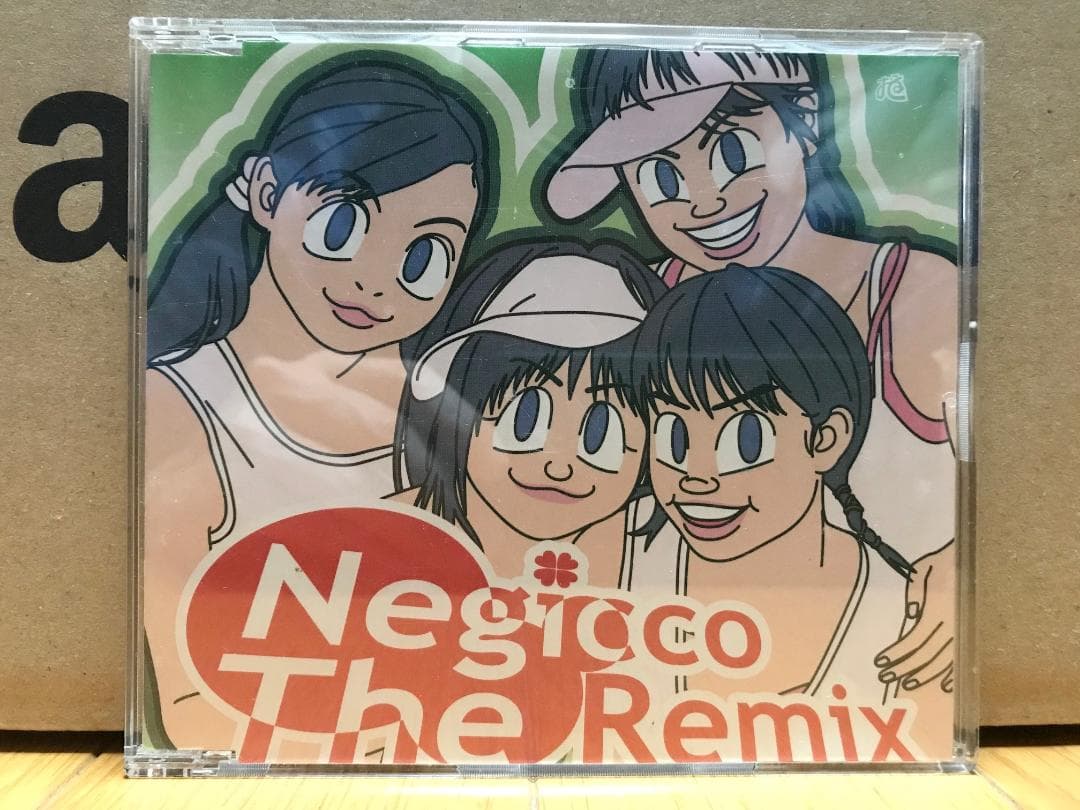 a
Negicco
The Remix